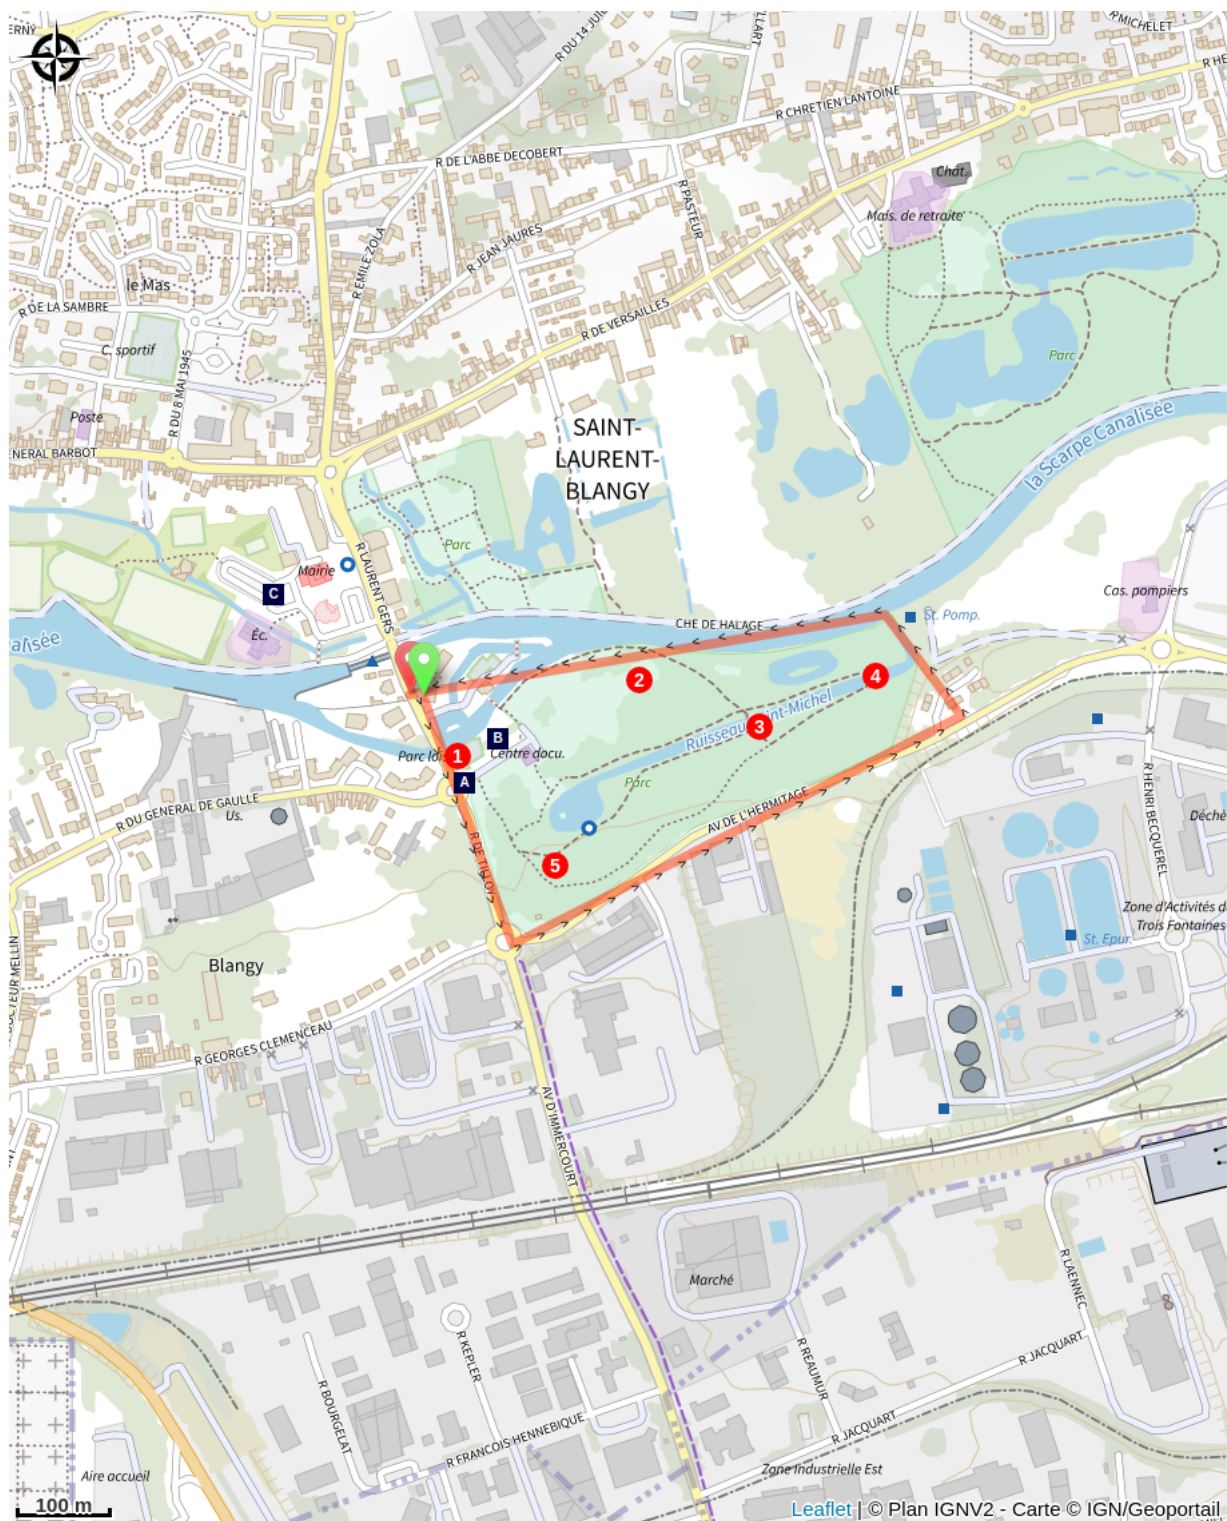 R DU 14 JUIL
R MICHELET
R HE
R CHRETIEN LANTOINE
R DE L'ABBE DECOBERT
Chât.
R PASTEUR
Mais. de retraite
R EMILE ZOLA
R JEAN JAURES
le Mas
R DE LA SAMBRE
R DE VERSAILLES
C. sportif
R DU 8 MAI 1945
Parc
Poste
SAINT-
LAURENT-
BLANGY
la Scarpe Canalisée
R LAURENT GERS
Parc
Mairie
C
Cas. pompiers
St. Pomp.
CHE DE HALAGE
Éc.
2
4
3
Ruisseau Saint-Michel
B
1
Centre docu.
A
Parc
R DU GENERAL DE GAULLE
Us.
AV DE L'HERMITAGE
R HENRI BECQUEREL
R DE TILLOY
5
Zone d'Activités d
Trois Fontaines
St. Epur.
Blangy
R GEORGES CLEMENCEAU
AV D'IMMERCOURT
Marché
R LAENNEC
R KEPLER
R REAUMUR
R JACQUART
R BOURGELAT
R FRANCOIS HENNEBIQUE
R JACQUART
Zone Industrielle Est
Aire accueil
100 m
Leaflet | © Plan IGNV2 - Carte © IGN/Geoportail